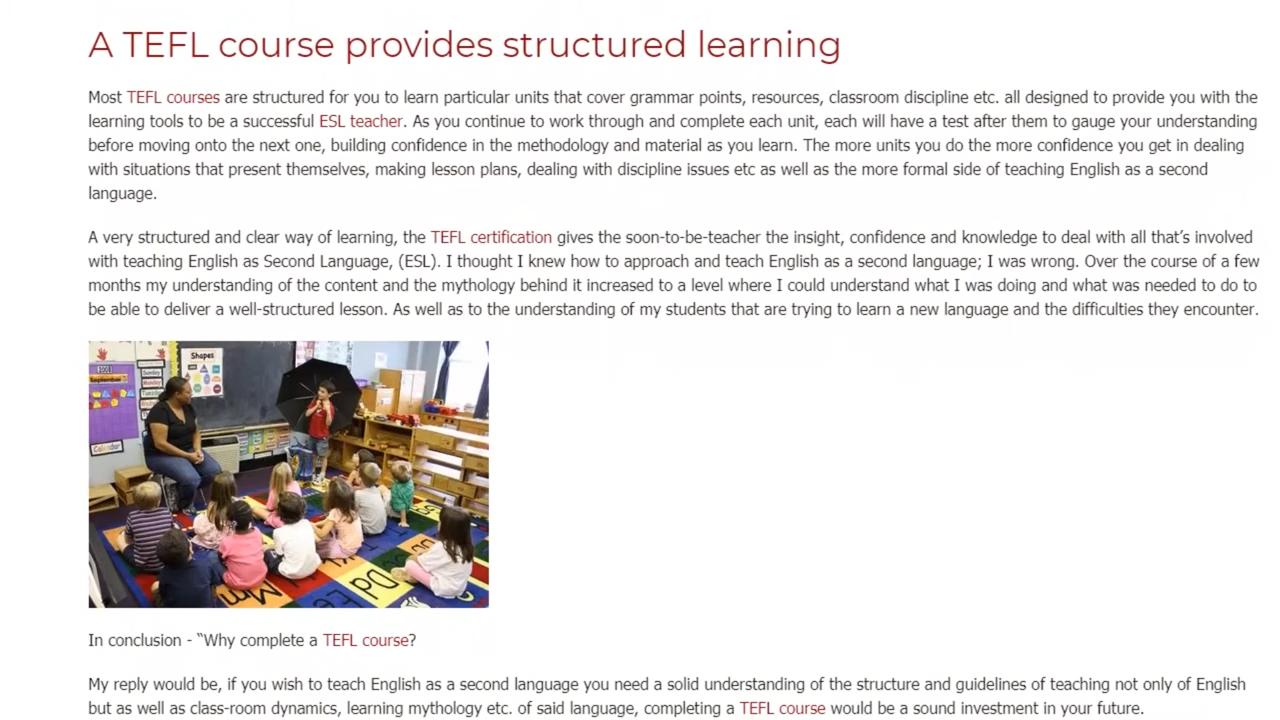 A TEFL course provides structured learning
Most TEFL courses are structured for you to learn particular units that cover grammar points, resources, classroom discipline etc. all designed to provide you with the
learning tools to be a successful ESL teacher. As you continue to work through and complete each unit, each will have a test after them to gauge your understanding
before moving onto the next one, building confidence in the methodology and material as you learn. The more units you do the more confidence you get in dealing
with situations that present themselves, making lesson plans, dealing with discipline issues etc as well as the more formal side of teaching English as a second
language.
A very structured and clear way of learning, the TEFL certification gives the soon-to-be-teacher the insight, confidence and knowledge to deal with all that’s involved
with teaching English as Second Language, (ESL). I thought I knew how to approach and teach English as a second language; I was wrong. Over the course of a few
months my understanding of the content and the mythology behind it increased to a level where I could understand what I was doing and what was needed to do to
be able to deliver a well-structured lesson. As well as to the understanding of my students that are trying to learn a new language and the difficulties they encounter.
Shapes
September
Sunday
Monday
Calendar
Mm
Ee
Dd
In conclusion - “Why complete a TEFL course?
My reply would be, if you wish to teach English as a second language you need a solid understanding of the structure and guidelines of teaching not only of English
but as well as class-room dynamics, learning mythology etc. of said language, completing a TEFL course would be a sound investment in your future.